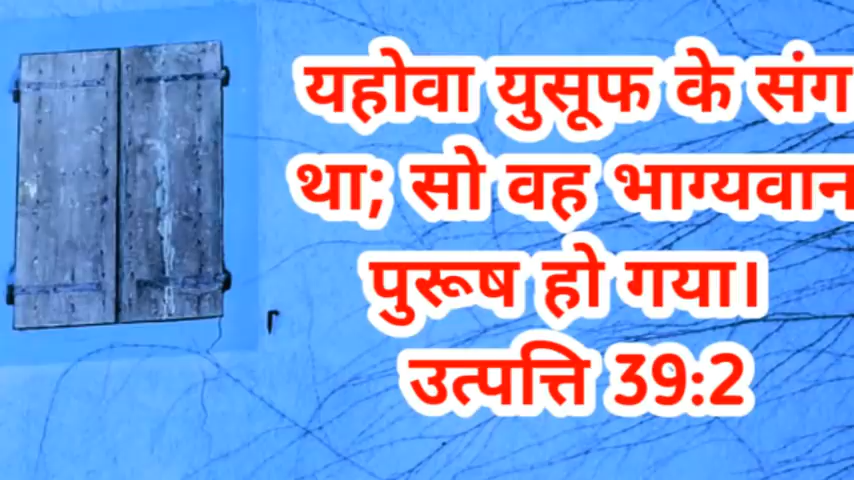 यहोवा युसूफ के संग
था; सो वह भाग्यवान
पुरूष हो गया।
उत्पत्ति 39:2